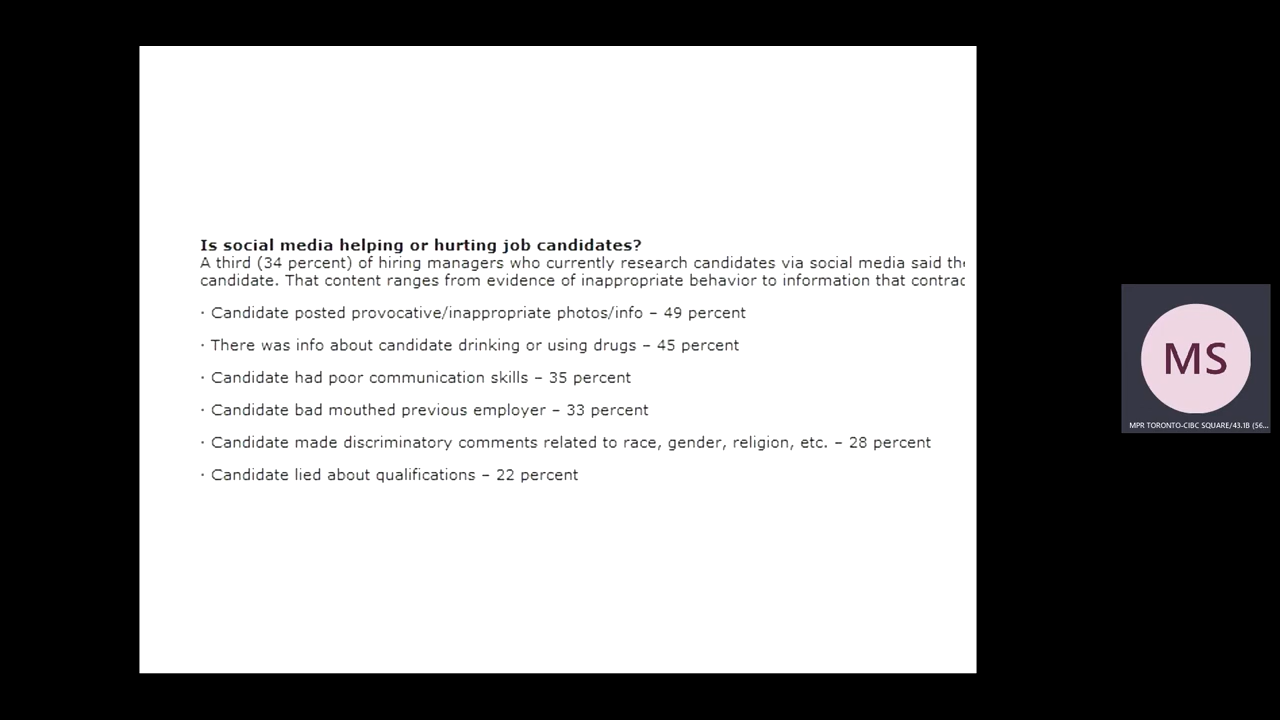 Is social media helping or hurting job candidates?
A third (34 percent) of hiring managers who currently research candidates via social media said
candidate. That content ranges from evidence of inappropriate behavior to information that
· Candidate posted provocative/inappropriate photos/info – 49 percent
· There was info about candidate drinking or using drugs – 45 percent
· Candidate had poor communication skills – 35 percent
· Candidate bad mouthed previous employer – 33 percent
· Candidate made discriminatory comments related to race, gender, religion, etc. – 28 percent
· Candidate lied about qualifications – 22 percent
MS
MPR TORONTO-CIBC SQUARE/43.1B (56...